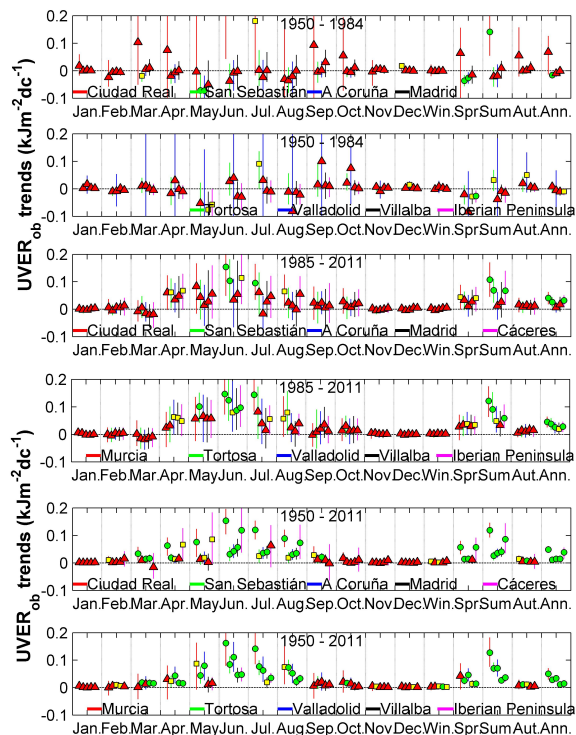 0.2
1950 - 1984
0.1
0
-0.1
Ciudad Real San Sebastián A Coruña Madrid
Jan. Feb. Mar. Apr. May Jun. Jul. Aug. Sep. Oct. Nov. Dec. Win. Spr. Sum. Aut. Ann.
UVERob trends (kJm−2dc−1)
0.2
1950 - 1984
0.1
0
-0.1
Tortosa Valladolid Villalba Iberian Peninsula
Jan. Feb. Mar. Apr. May Jun. Jul. Aug Sep. Oct. Nov. Dec. Win. Spr Sum Aut. Ann.
0.2
1985 - 2011
0.1
0
-0.1
Ciudad Real San Sebastián A Coruña Madrid Cáceres
Jan. Feb. Mar. Apr. May Jun. Jul. Aug Sep. Oct. Nov Dec. Win. Spr Sum Aut. Ann.
0.2
1985 - 2011
0.1
0
-0.1
Murcia Tortosa Valladolid Villalba Iberian Peninsula
Jan. Feb. Mar. Apr. May Jun. Jul. Aug Sep. Oct. Nov Dec. Win. Spr Sum Aut. Ann.
UVERob trends (kJm−2dc−1)
0.2
1950 - 2011
0.1
0
-0.1
Ciudad Real San Sebastián A Coruña Madrid Cáceres
Jan. Feb. Mar. Apr. May Jun. Jul. Aug Sep. Oct. Nov Dec. Win. Spr Sum Aut. Ann.
0.2
1950 - 2011
0.1
0
-0.1
Murcia Tortosa Valladolid Villalba Iberian Peninsula
Jan. Feb. Mar. Apr. May Jun. Jul. Aug. Sep. Oct. Nov. Dec. Win. Spr. Sum. Aut. Ann.